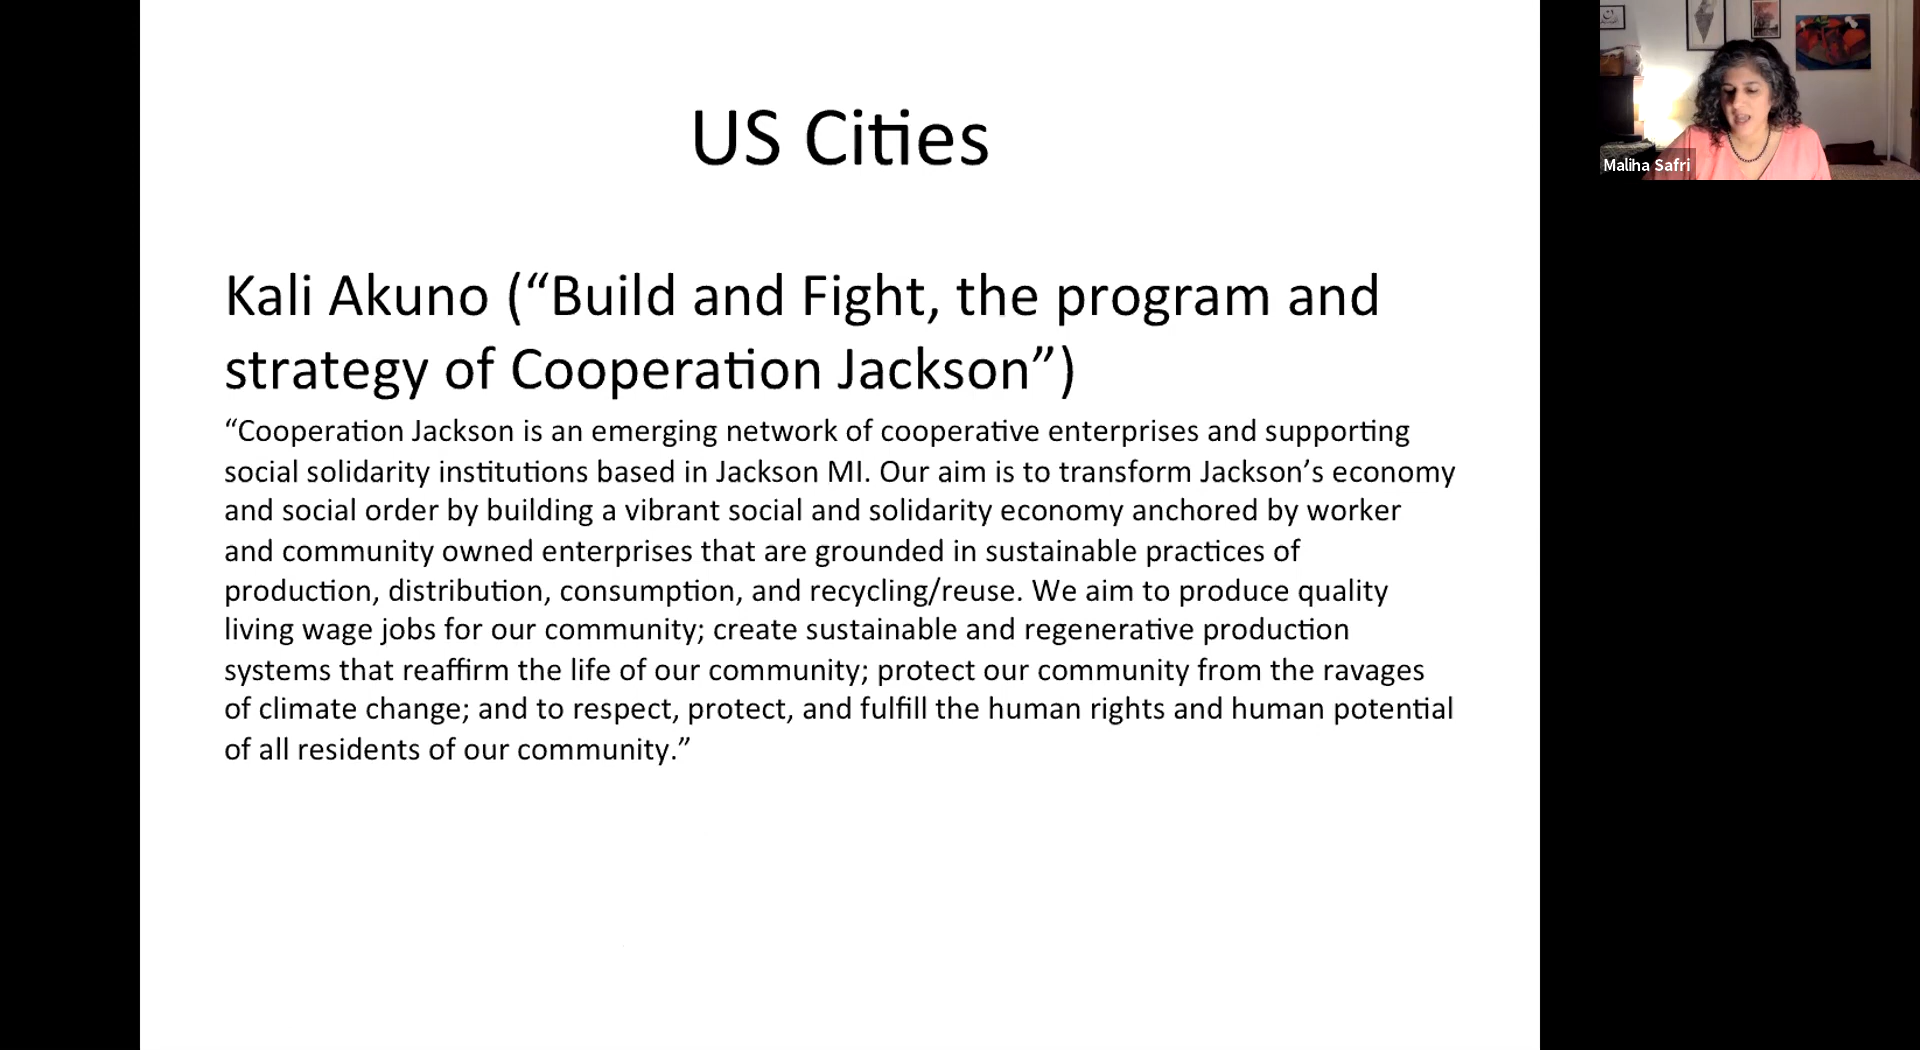 US Cities
Kali Akuno (“Build and Fight, the program and
strategy of Cooperation Jackson”)
“Cooperation Jackson is an emerging network of cooperative enterprises and supporting
social solidarity institutions based in Jackson MI. Our aim is to transform Jackson’s economy
and social order by building a vibrant social and solidarity economy anchored by worker
and community owned enterprises that are grounded in sustainable practices of
production, distribution, consumption, and recycling/reuse. We aim to produce quality
living wage jobs for our community; create sustainable and regenerative production
systems that reaffirm the life of our community; protect our community from the ravages
of climate change; and to respect, protect, and fulfill the human rights and human potential
of all residents of our community.”
Maliha Safri